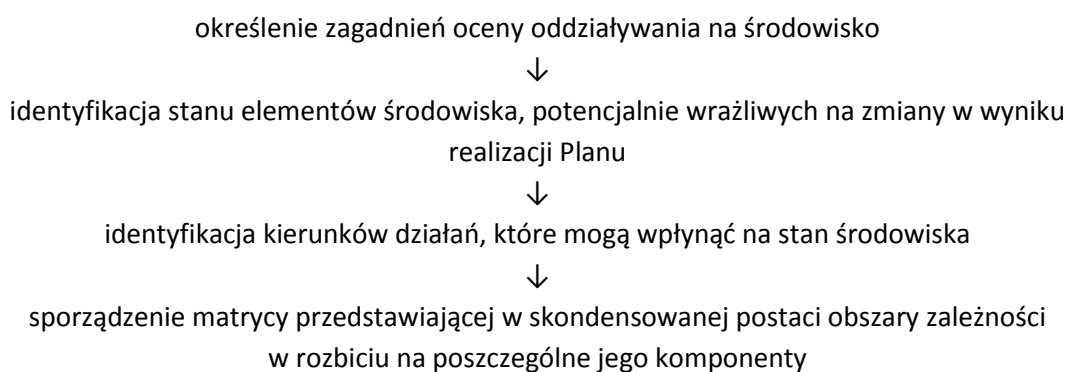 określenie zagadnień oceny oddziaływania na środowisko
↓
identyfikacja stanu elementów środowiska, potencjalnie wrażliwych na zmiany w wyniku
realizacji Planu
↓
identyfikacja kierunków działań, które mogą wpłynąć na stan środowiska
↓
sporządzenie matrycy przedstawiającej w skondensowanej postaci obszary zależności
w rozbiciu na poszczególne jego komponenty